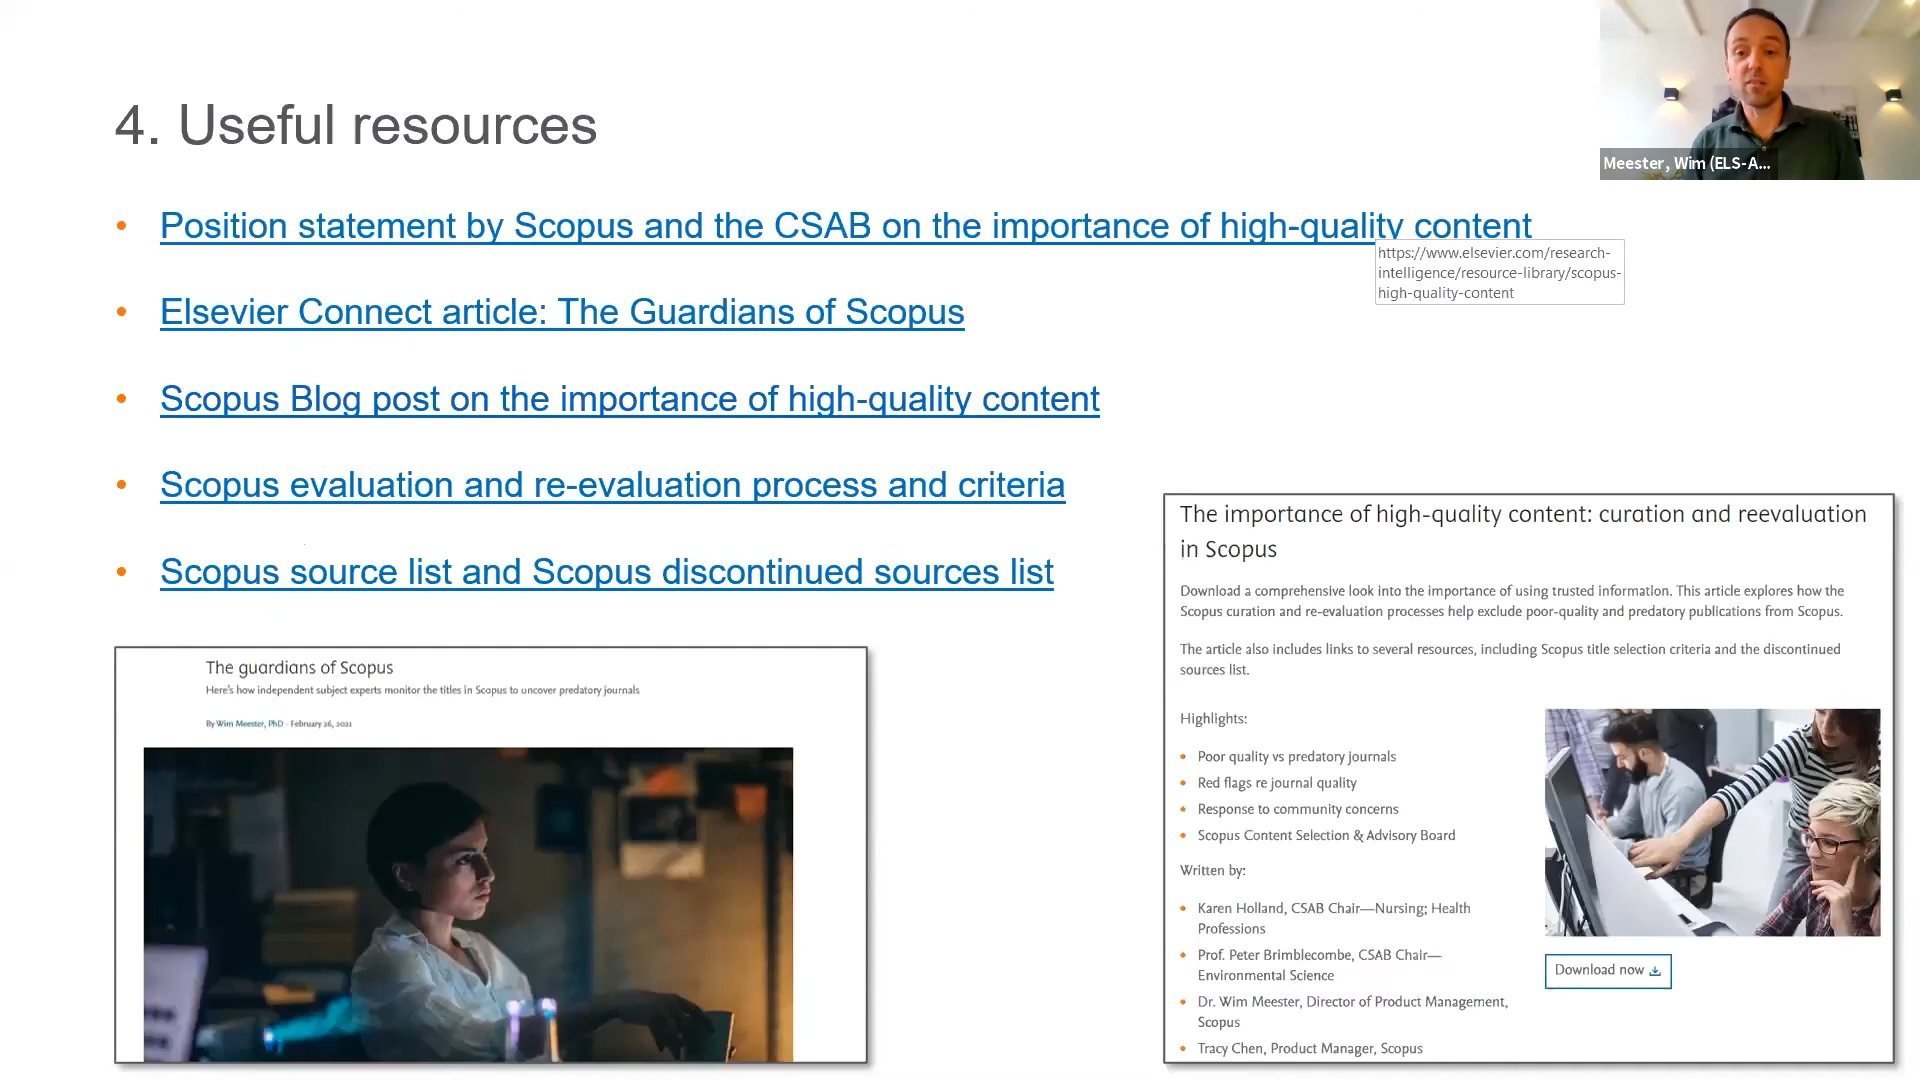 4. Useful resources
Meester, Wim (ELS-A...
• Position statement by Scopus and the CSAB on the importance of high-quality content
https://www.elsevier.com/research-
intelligence/resource-library/scopus-
high-quality-content
• Elsevier Connect article: The Guardians of Scopus
• Scopus Blog post on the importance of high-quality content
• Scopus evaluation and re-evaluation process and criteria
• Scopus source list and Scopus discontinued sources list
The guardians of Scopus
Here's how independent subject experts monitor the titles in Scopus to uncover predatory journals
By Wim Meester, PhD - February 26, 2021
The importance of high-quality content: curation and reevaluation
in Scopus
Download a comprehensive look into the importance of using trusted information. This article explores how the
Scopus curation and re-evaluation processes help exclude poor-quality and predatory publications from Scopus.
The article also includes links to several resources, including Scopus title selection criteria and the discontinued
sources list.
Highlights:
• Poor quality vs predatory journals
• Red flags re journal quality
• Response to community concerns
• Scopus Content Selection & Advisory Board
Written by:
• Karen Holland, CSAB Chair—Nursing; Health
Professions
• Prof. Peter Brimblecombe, CSAB Chair—
Environmental Science
• Dr. Wim Meester, Director of Product Management,
Scopus
• Tracy Chen, Product Manager, Scopus
Download now